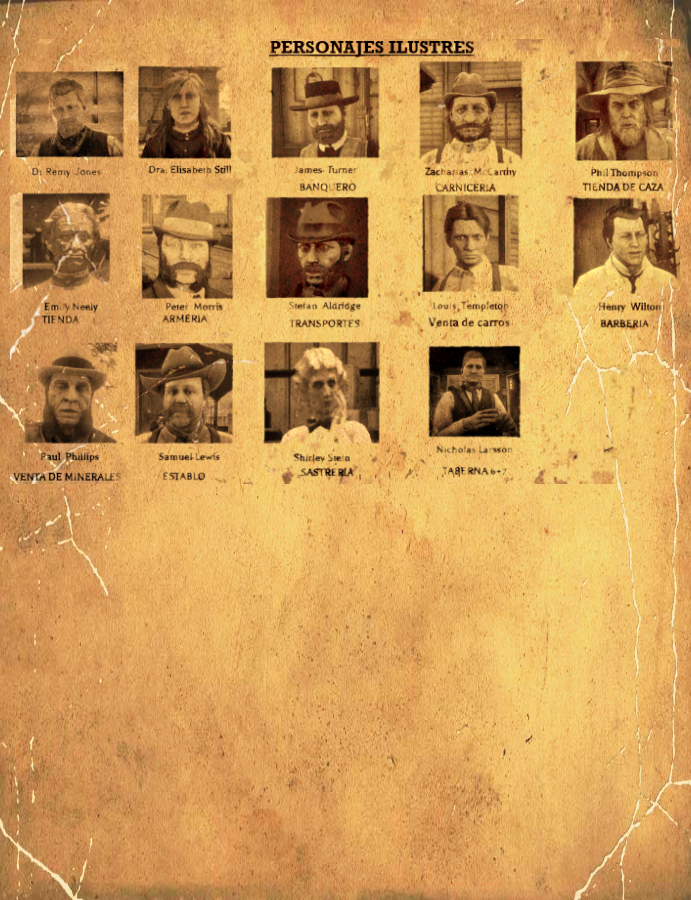 PERSONAJES ILUSTRES
Dr. Remy Jones
Dra. Elisabeth Still
James Turner
BANQUERO
Zacharias McCarthy
CARNICERIA
Phil Thompson
TIENDA DE CAZA
Emily Neely
TIENDA
Peter Morris
ARMERIA
Stefan Aldridge
TRANSPORTES
Louis Templeton
Venta de carros
Henry Wilton
BARBERIA
Paul Philips
VENTA DE MINERALES
Samuel Lewis
ESTABLO
Shirley Stein
SASTRERIA
Nicholas Larsson
TABERNA 6+7